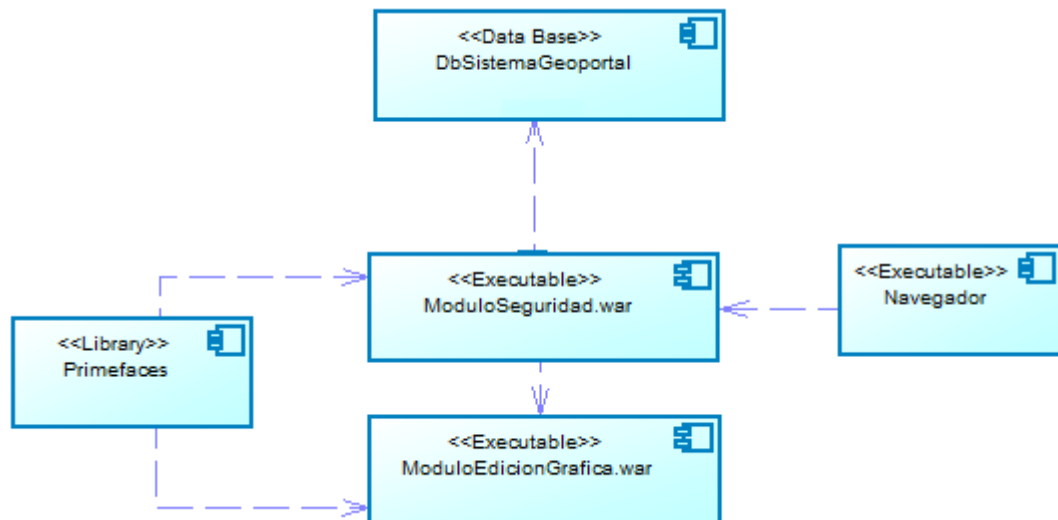 <<Data Base>>
DbSistemaGeoportal
<<Executable>>
ModuloSeguridad.war
<<Executable>>
Navegador
<<Library>>
Primefaces
<<Executable>>
ModuloEdicionGrafica.war